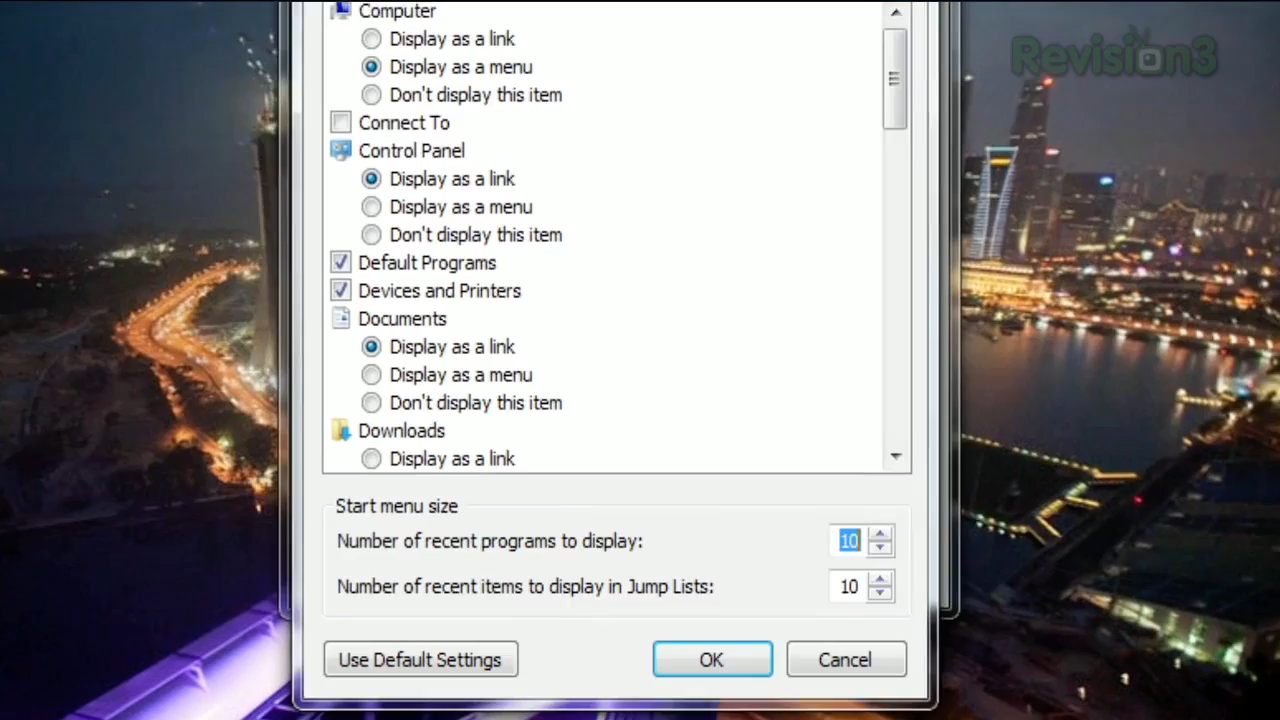 Computer
Display as a link
Display as a menu
Don't display this item
Connect To
Control Panel
Display as a link
Display as a menu
Don't display this item
Default Programs
Devices and Printers
Documents
Display as a link
Display as a menu
Don't display this item
Downloads
Display as a link
Start menu size
Number of recent programs to display: 10
Number of recent items to display in Jump Lists: 10
Use Default Settings OK Cancel
Revision3